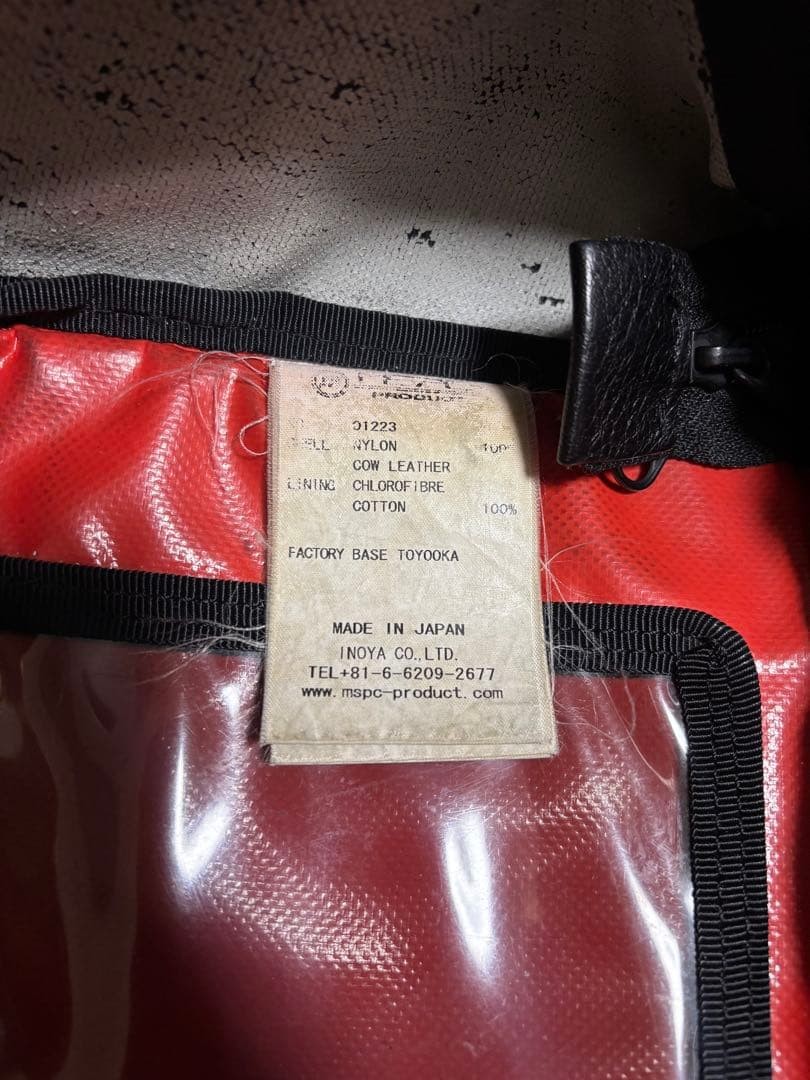 PRODUCT
01223
NYLON
COW LEATHER
LINING CHLOROFIBRE
COTTON 100%
FACTORY BASE TOYOOKA
MADE IN JAPAN
INOYA CO.,LTD.
TEL+81-6-6209-2677
www.mspc-product.com